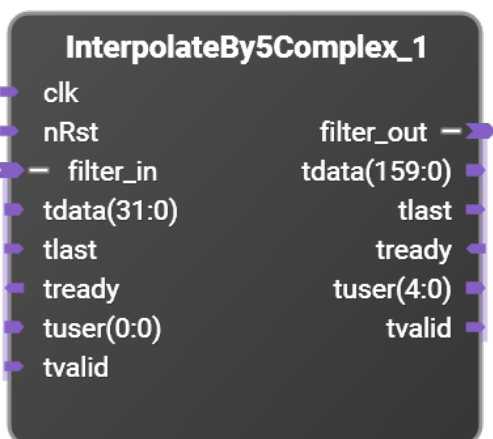 InterpolateBy5Complex_1
clk
nRst
filter_out
filter_in
tdata(159:0)
tdata(31:0)
tlast
tlast
tready
tready
tuser(4:0)
tuser(0:0)
tvalid
tvalid